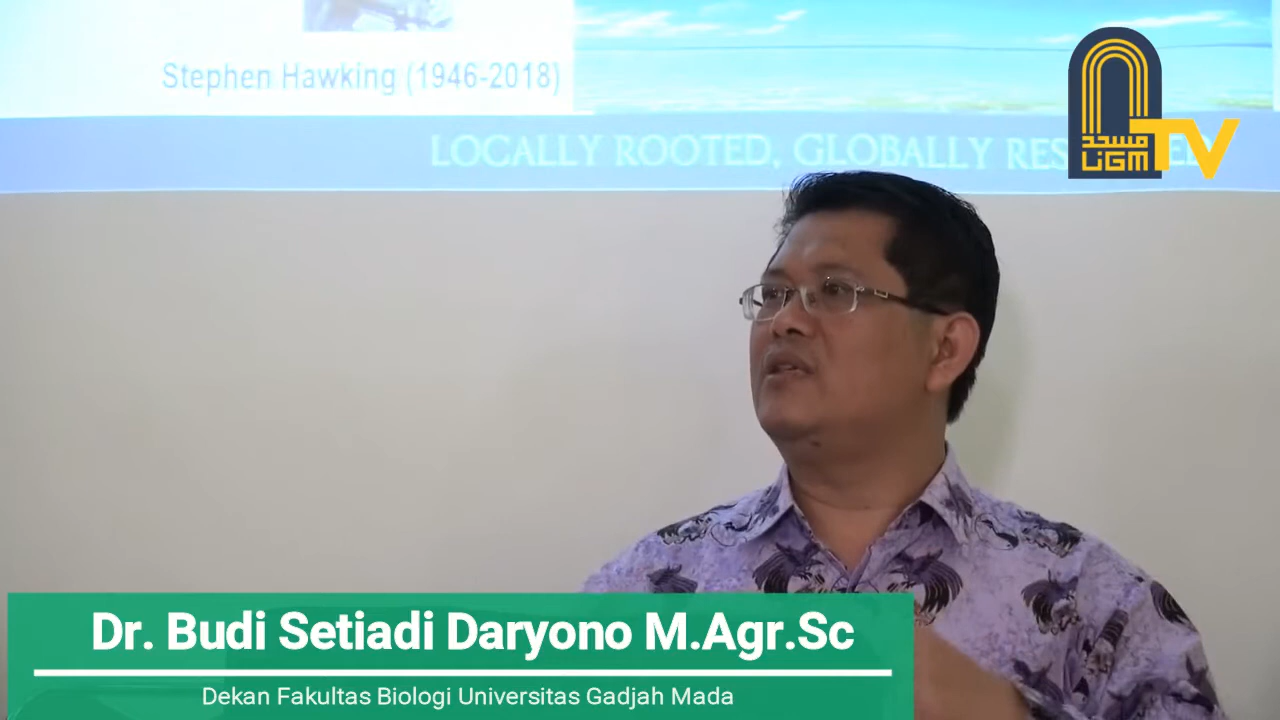 Stephen Hawking (1946-2018)
LOCALLY ROOTED, GLOBALLY RES
مسجد
UGM
TV
Dr. Budi Setiadi Daryono M.Agr.Sc
Dekan Fakultas Biologi Universitas Gadjah Mada